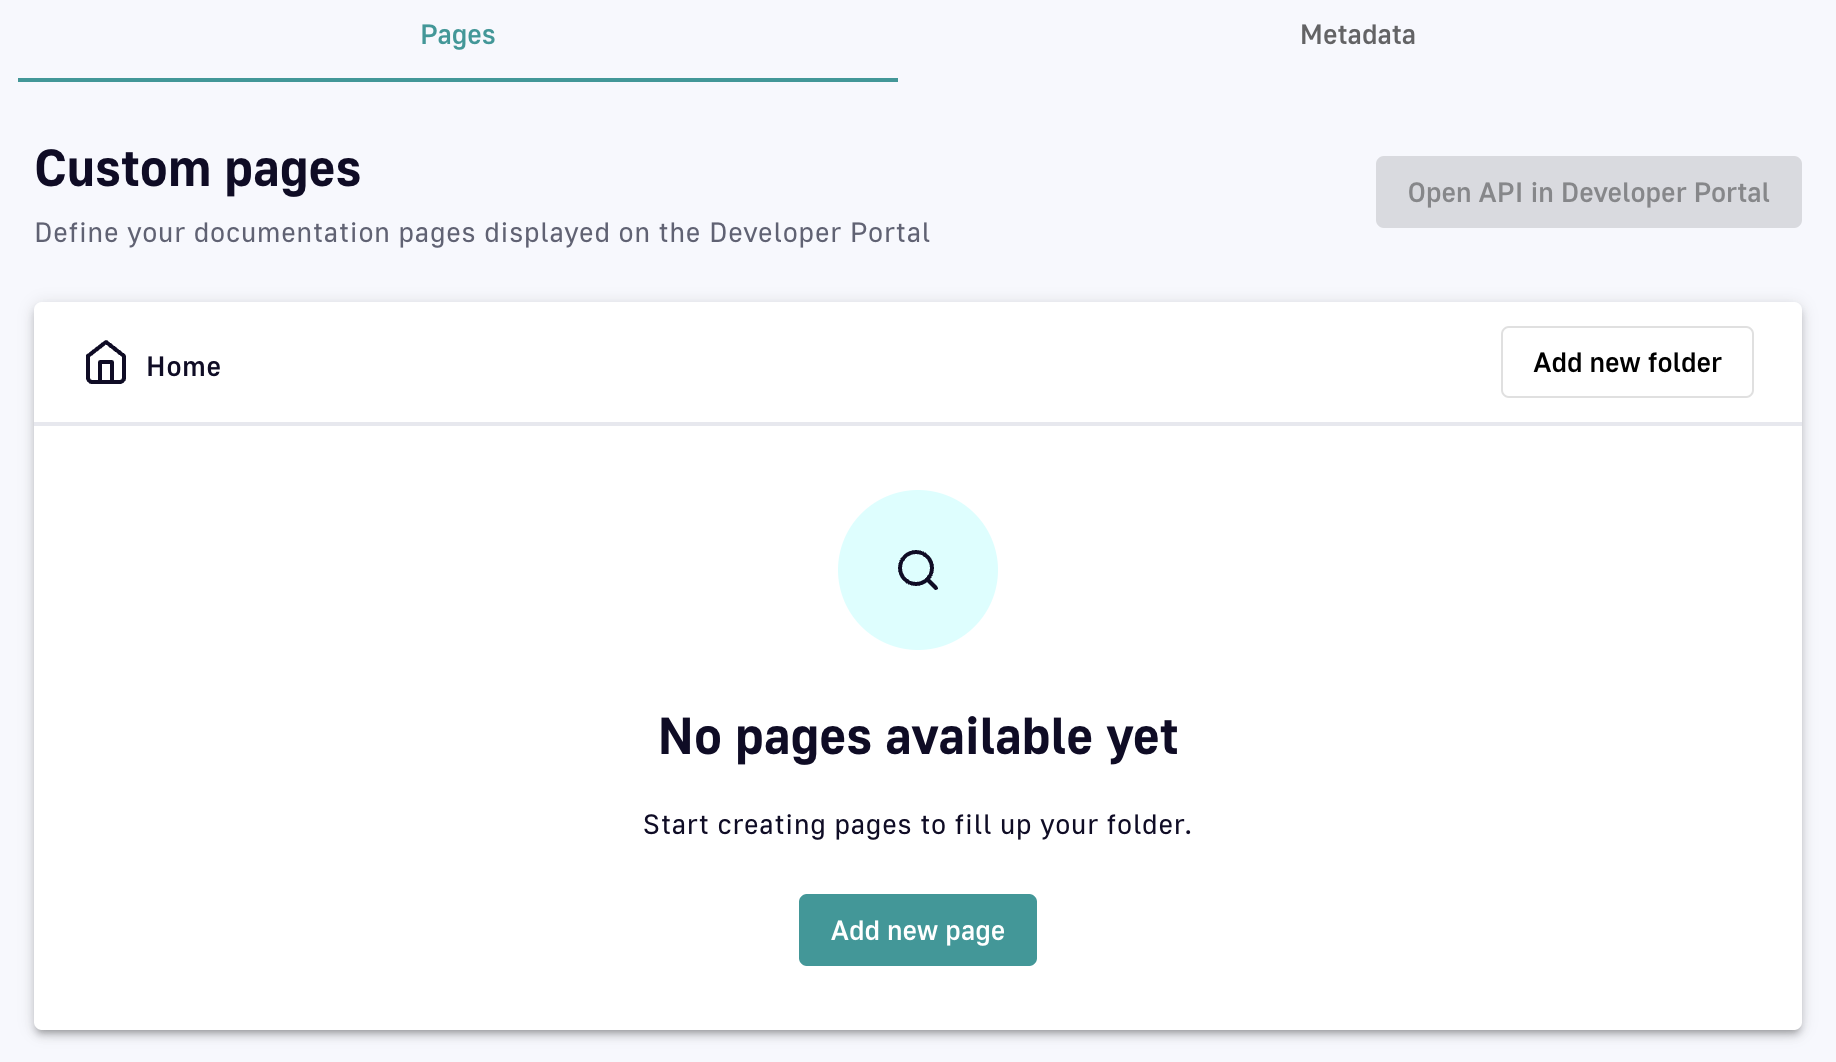 Pages
Metadata
Custom pages
Define your documentation pages displayed on the Developer Portal
Open API in Developer Portal
Home
Add new folder
No pages available yet
Start creating pages to fill up your folder.
Add new page